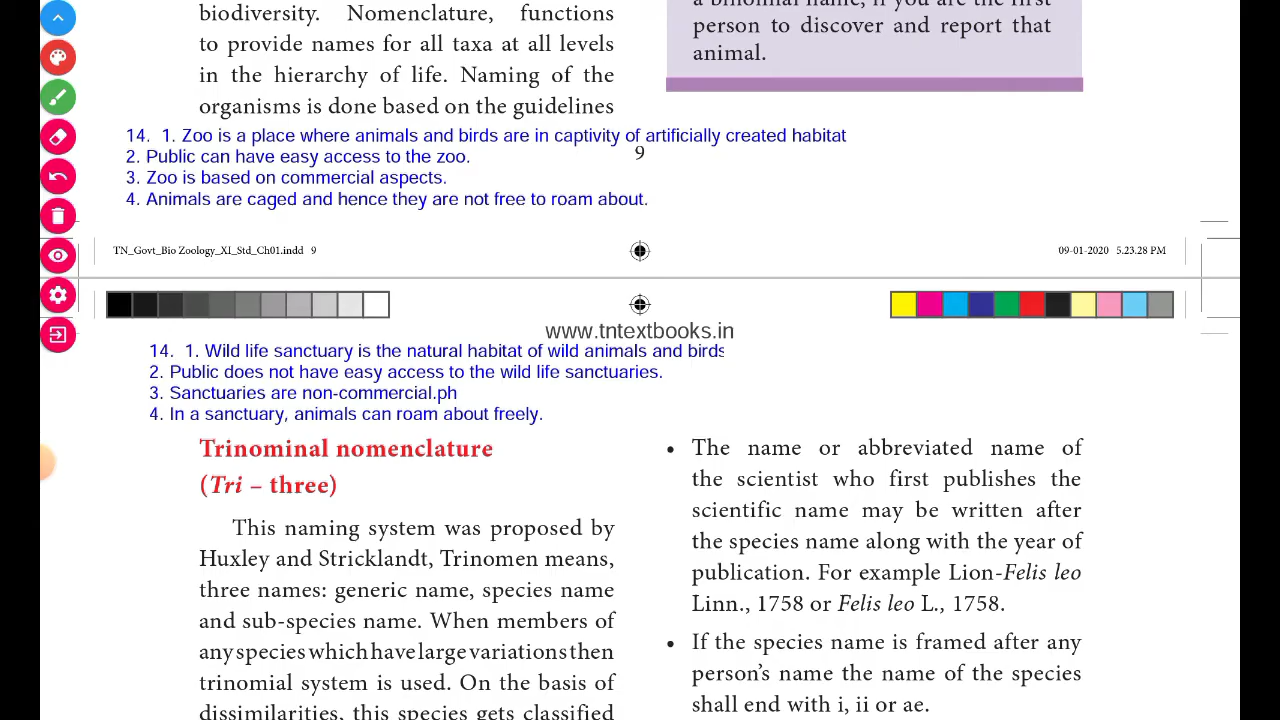 biodiversity. Nomenclature, functions
to provide names for all taxa at all levels
in the hierarchy of life. Naming of the
organisms is done based on the guidelines
a binomial name, if you are the first
person to discover and report that
animal.
14.  1. Zoo is a place where animals and birds are in captivity of artificially created habitat
2. Public can have easy access to the zoo.
3. Zoo is based on commercial aspects.
4. Animals are caged and hence they are not free to roam about.
9
TN_Govt_Bio Zoology_XI_Std_Ch01.indd 9
09-01-2020 5.23.28 PM
www.tntextbooks.in
14.  1. Wild life sanctuary is the natural habitat of wild animals and birds
2. Public does not have easy access to the wild life sanctuaries.
3. Sanctuaries are non-commercial.ph
4. In a sanctuary, animals can roam about freely.
Trinominal nomenclature
(Tri – three)
This naming system was proposed by
Huxley and Stricklandt, Trinomen means,
three names: generic name, species name
and sub-species name. When members of
any species which have large variations then
trinomial system is used. On the basis of
dissimilarities, this species gets classified
• The name or abbreviated name of
the scientist who first publishes the
scientific name may be written after
the species name along with the year of
publication. For example Lion-Felis leo
Linn., 1758 or Felis leo L., 1758.
• If the species name is framed after any
person's name the name of the species
shall end with i, ii or ae.